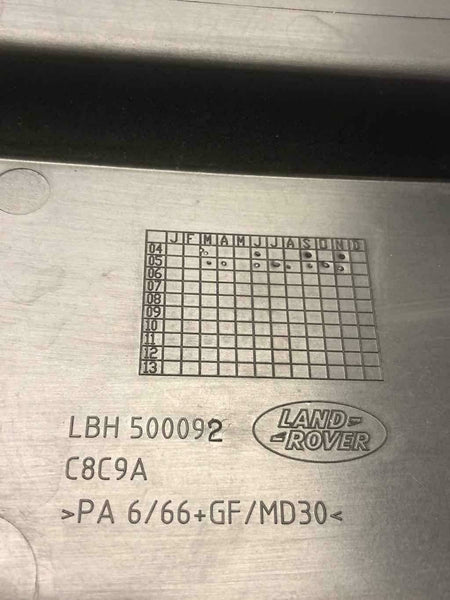 J F M A M J J A S O N D
04
05
06
07
08
09
10
11
12
13
LBH 500092
LAND-
-ROVER
C8C9A
>PA 6/66+GF/MD30<